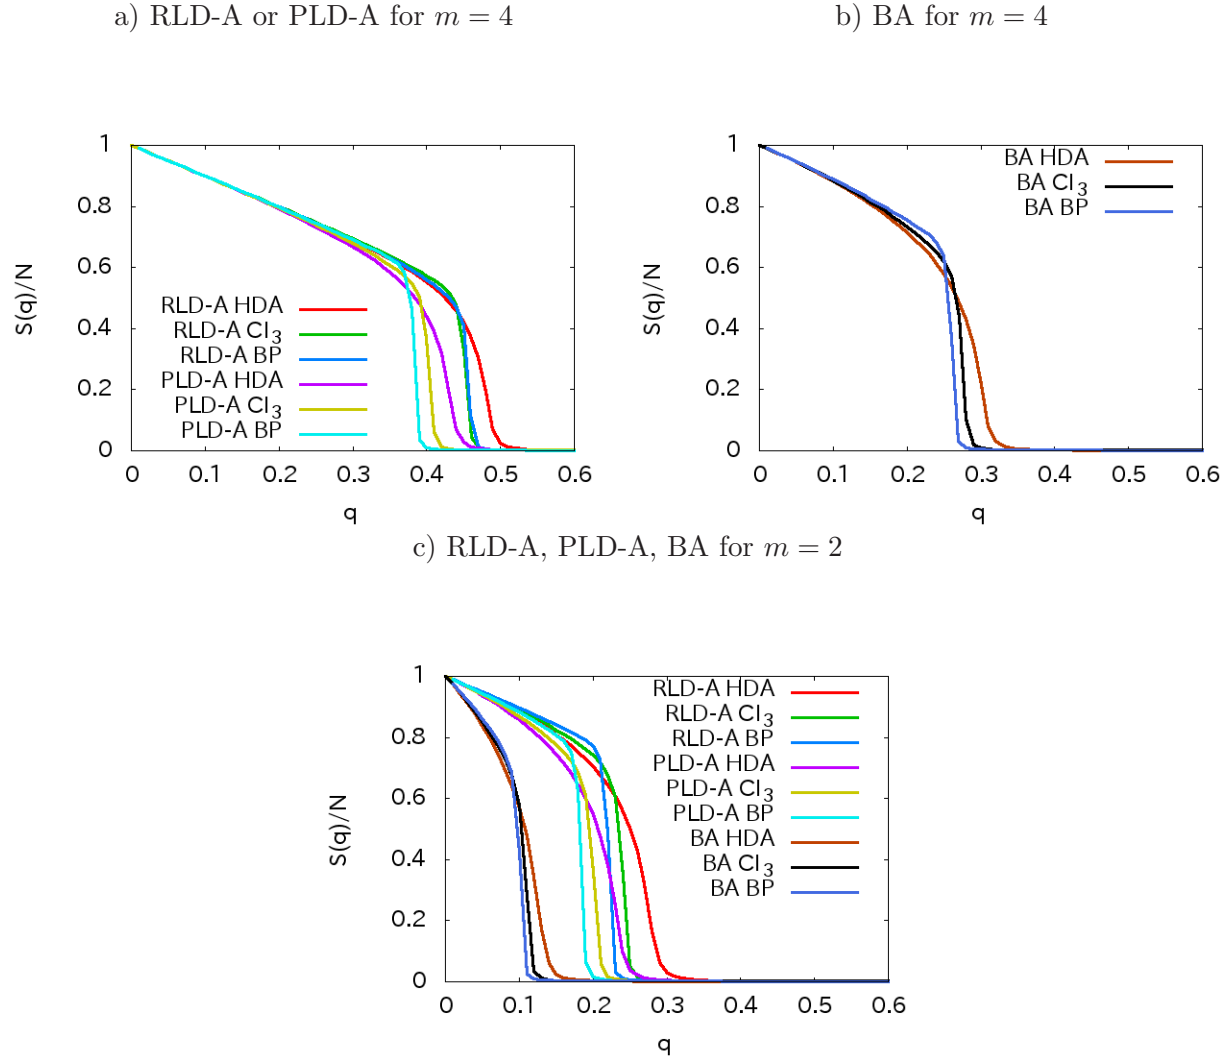 a) RLD-A or PLD-A for m = 4
b) BA for m = 4
1
0.8
0.6
0.4
0.2
0
S(q)/N
RLD-A HDA
RLD-A CI3
RLD-A BP
PLD-A HDA
PLD-A CI3
PLD-A BP
0 0.1 0.2 0.3 0.4 0.5 0.6
q
1
0.8
0.6
0.4
0.2
0
S(q)/N
BA HDA
BA CI3
BA BP
0 0.1 0.2 0.3 0.4 0.5 0.6
q
c) RLD-A, PLD-A, BA for m = 2
1
0.8
0.6
0.4
0.2
0
S(q)/N
RLD-A HDA
RLD-A CI3
RLD-A BP
PLD-A HDA
PLD-A CI3
PLD-A BP
BA HDA
BA CI3
BA BP
0 0.1 0.2 0.3 0.4 0.5 0.6
q